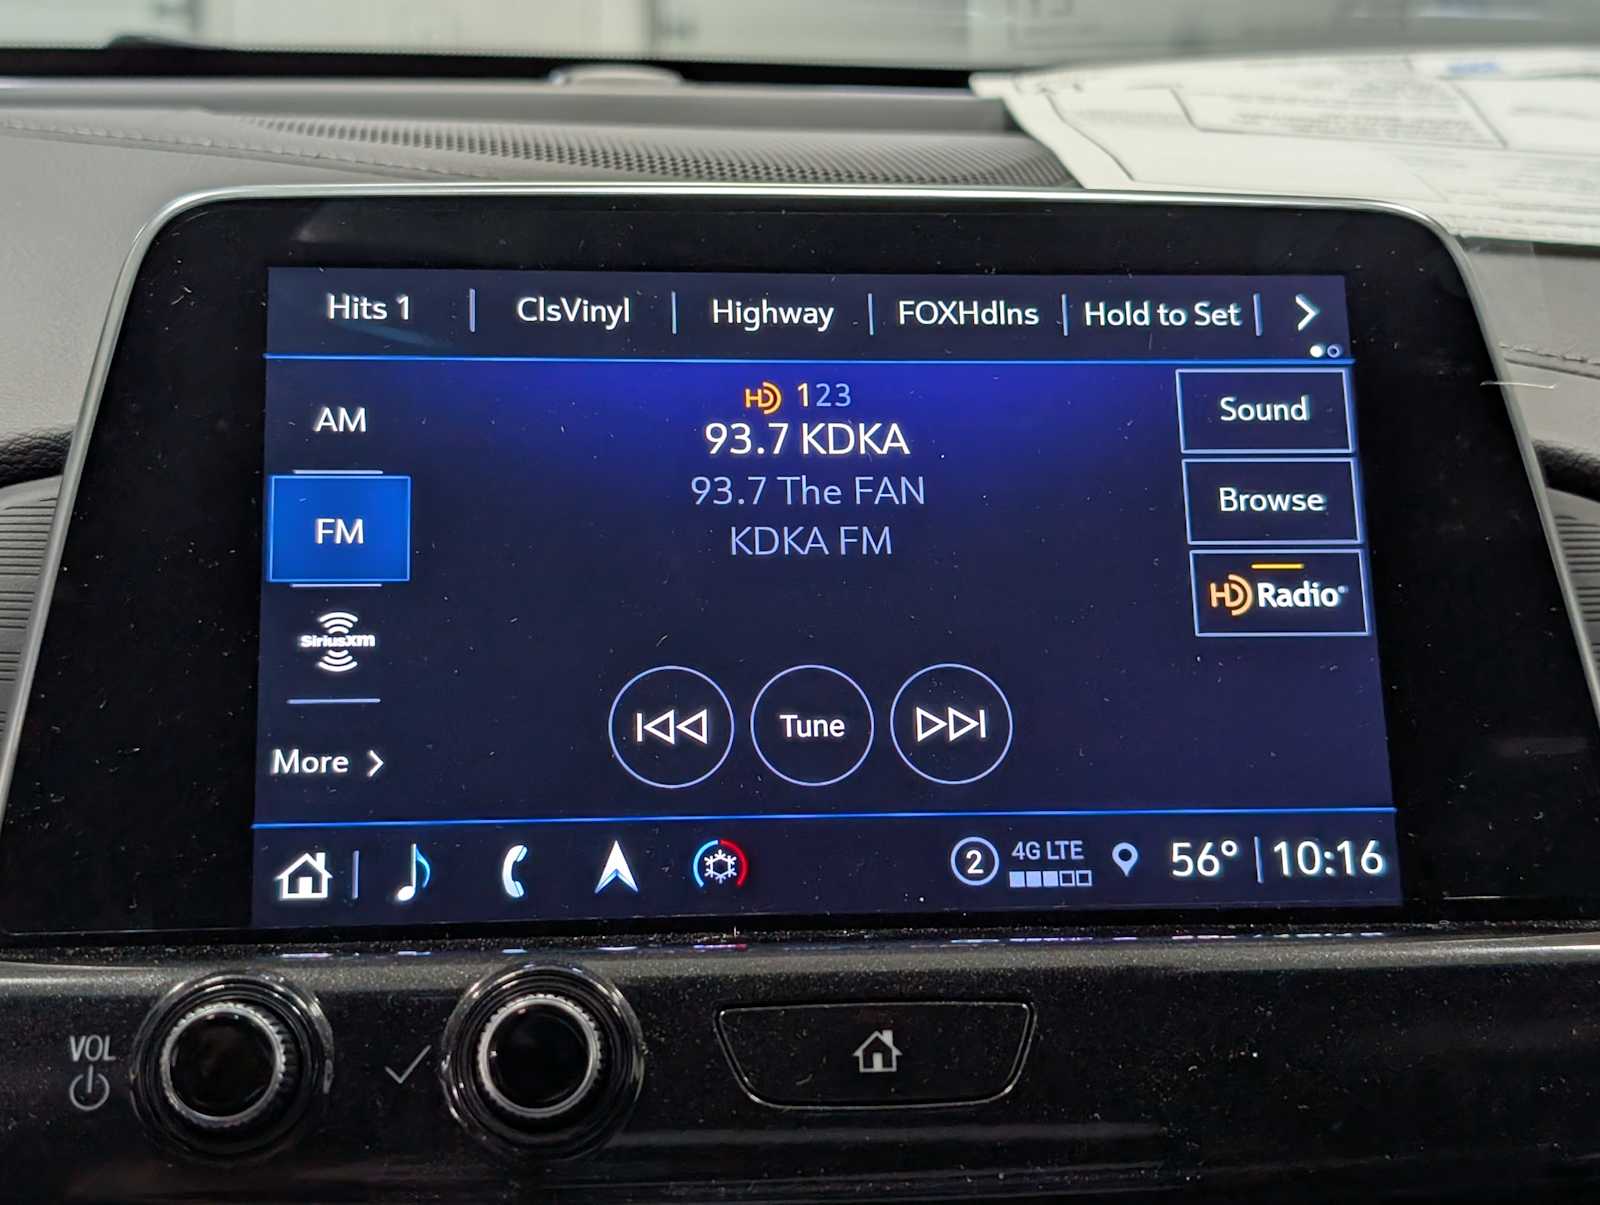 Hits 1
ClsVinyl
Highway
FOXHdlns
Hold to Set
AM
HD 123
Sound
93.7 KDKA
93.7 The FAN
KDKA FM
FM
Browse
HD Radio®
SiriusXM
More
Tune
2
4G LTE
56°
10:16
VOL